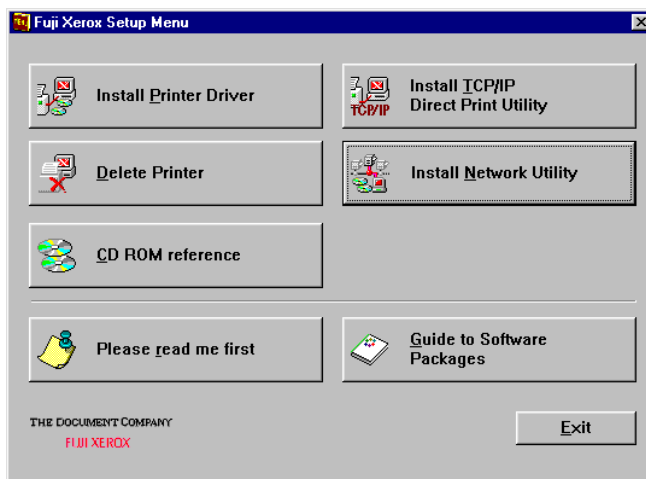 Fuji Xerox Setup Menu
Install Printer Driver
Install TCP/IP
Direct Print Utility
TCP/IP
Delete Printer
Install Network Utility
CD ROM reference
Please read me first
Guide to Software
Packages
THE DOCUMENT COMPANY
FUJI XEROX
Exit